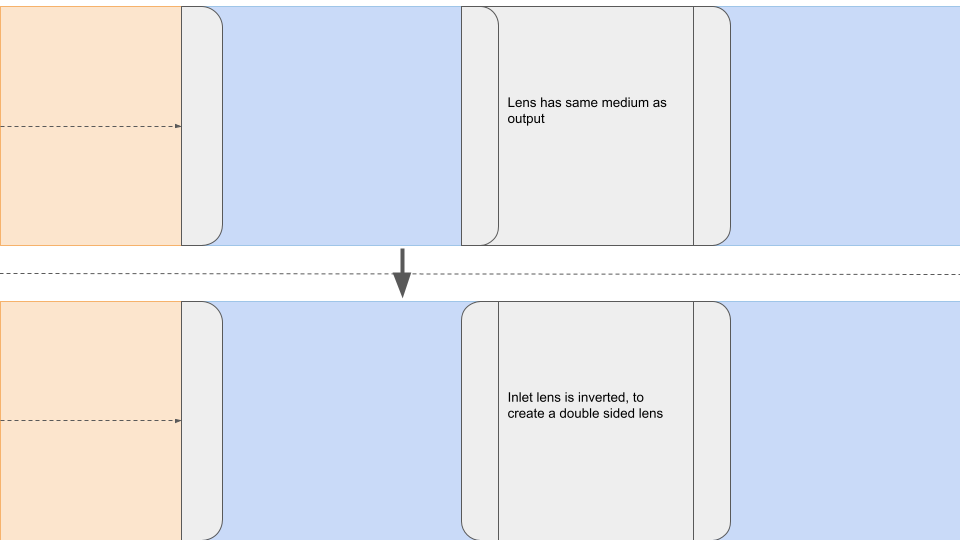 Lens has same medium as
output
Inlet lens is inverted, to
create a double sided lens